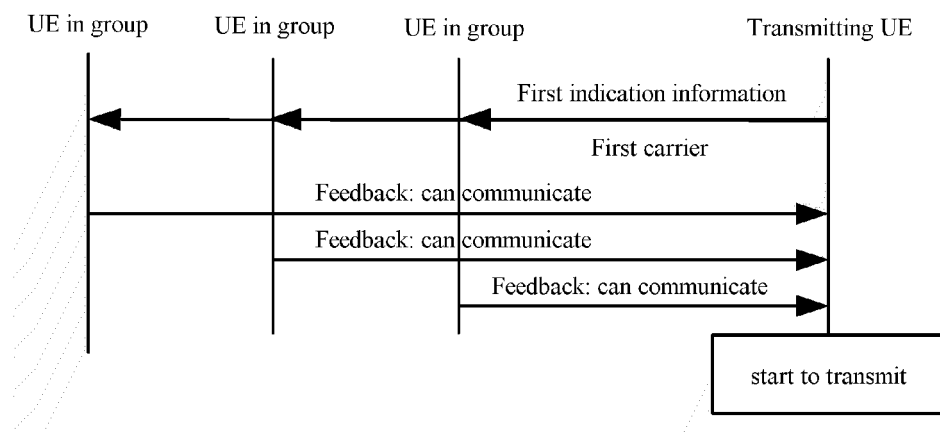 UE in group UE in group UE in group Transmitting UE
First indication information
First carrier
Feedback: can communicate
Feedback: can communicate
Feedback: can communicate
start to transmit